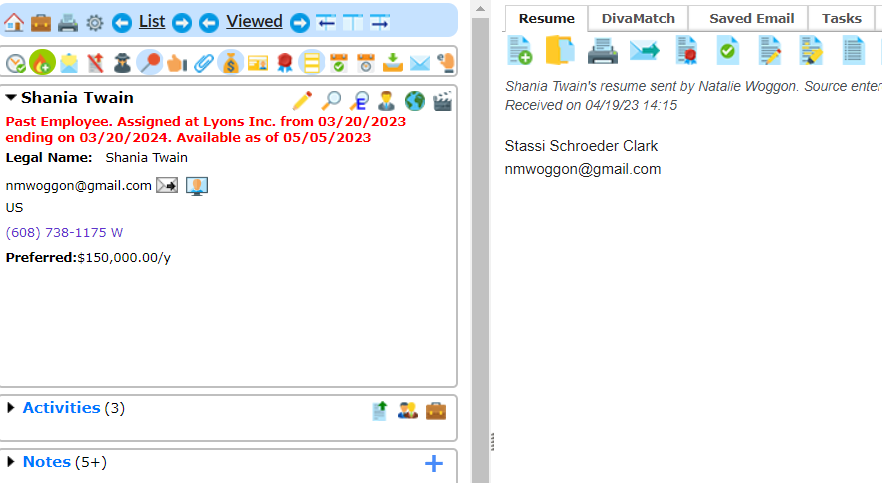 List Viewed
Shania Twain
Past Employee. Assigned at Lyons Inc. from 03/20/2023
ending on 03/20/2024. Available as of 05/05/2023
Legal Name: Shania Twain
nmwoggon@gmail.com
US
(608) 738-1175 W
Preferred:$150,000.00/y
Activities (3)
Notes (5+)
Resume DivaMatch Saved Email Tasks
Shania Twain's resume sent by Natalie Woggon. Source enter
Received on 04/19/23 14:15
Stassi Schroeder Clark
nmwoggon@gmail.com